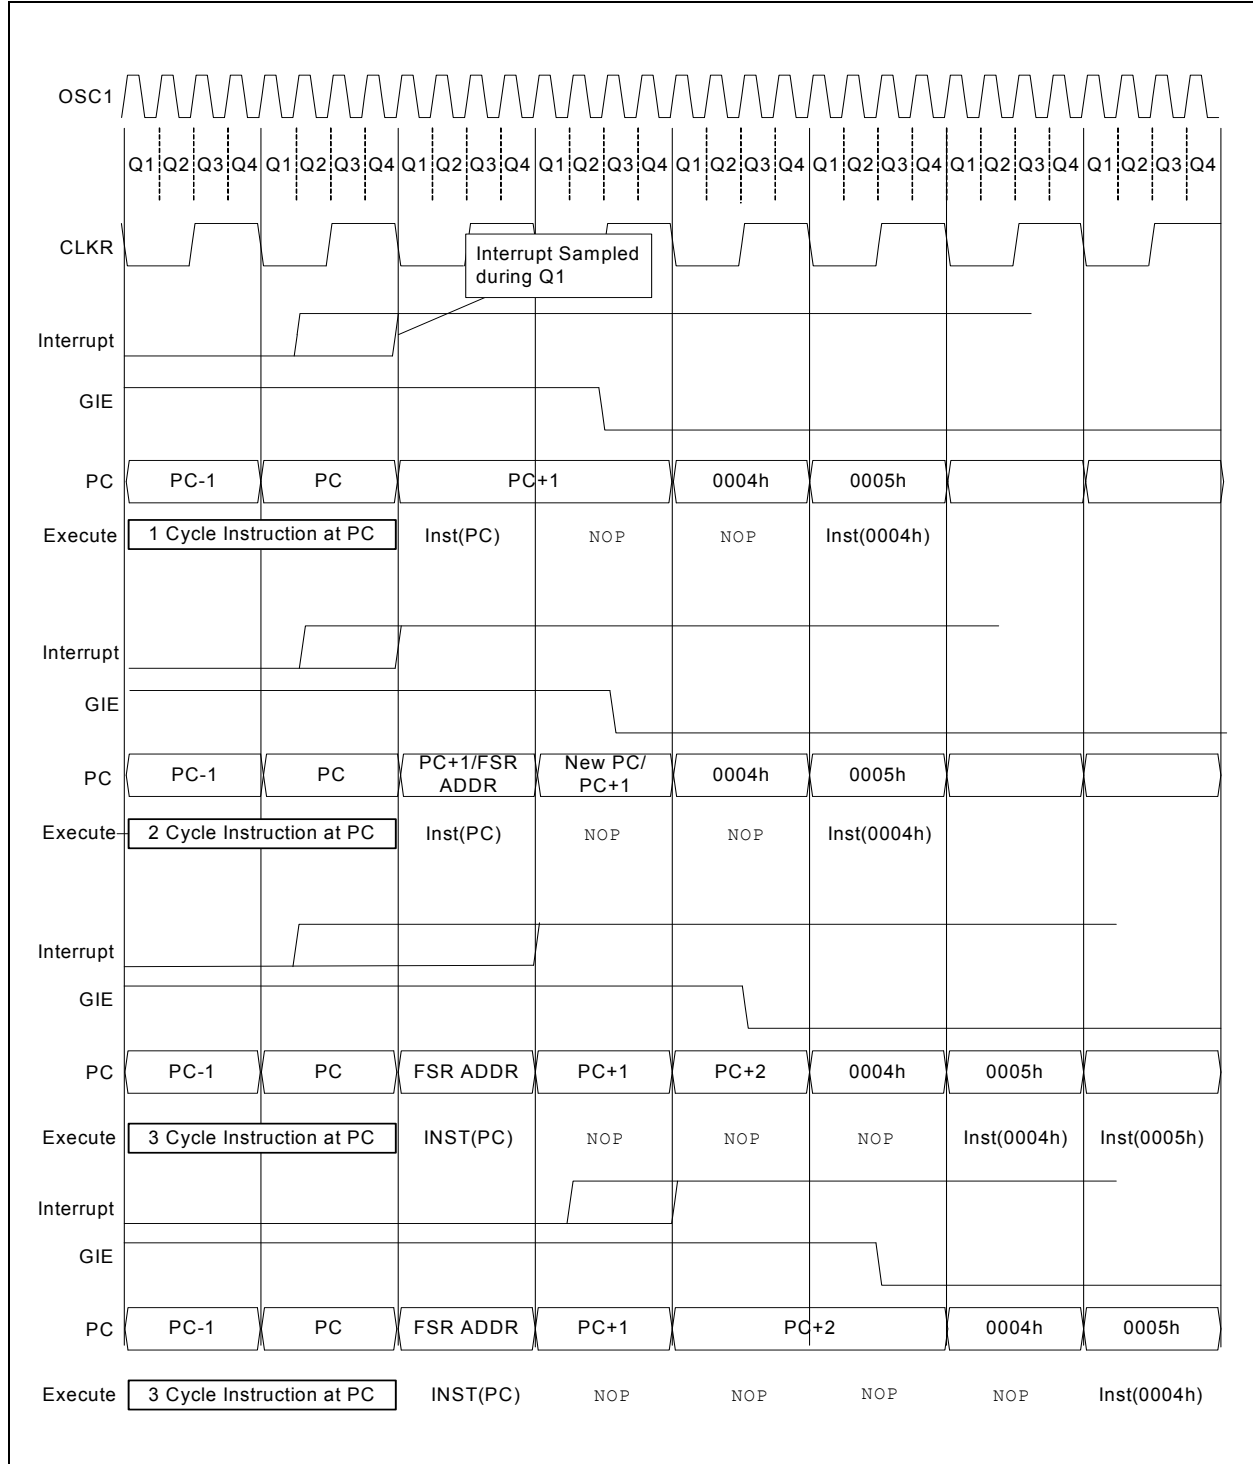 OSC1
Q1 Q2 Q3 Q4 Q1 Q2 Q3 Q4 Q1 Q2 Q3 Q4 Q1 Q2 Q3 Q4 Q1 Q2 Q3 Q4 Q1 Q2 Q3 Q4 Q1 Q2 Q3 Q4 Q1 Q2 Q3 Q4
CLKR
Interrupt Sampled
during Q1
Interrupt
GIE
PC PC-1 PC PC+1 0004h 0005h
Execute 1 Cycle Instruction at PC Inst(PC) NOP NOP Inst(0004h)
Interrupt
GIE
PC PC-1 PC PC+1/FSR ADDR New PC/ PC+1 0004h 0005h
Execute 2 Cycle Instruction at PC Inst(PC) NOP NOP Inst(0004h)
Interrupt
GIE
PC PC-1 PC FSR ADDR PC+1 PC+2 0004h 0005h
Execute 3 Cycle Instruction at PC INST(PC) NOP NOP NOP Inst(0004h) Inst(0005h)
Interrupt
GIE
PC PC-1 PC FSR ADDR PC+1 PC+2 0004h 0005h
Execute 3 Cycle Instruction at PC INST(PC) NOP NOP NOP NOP Inst(0004h)